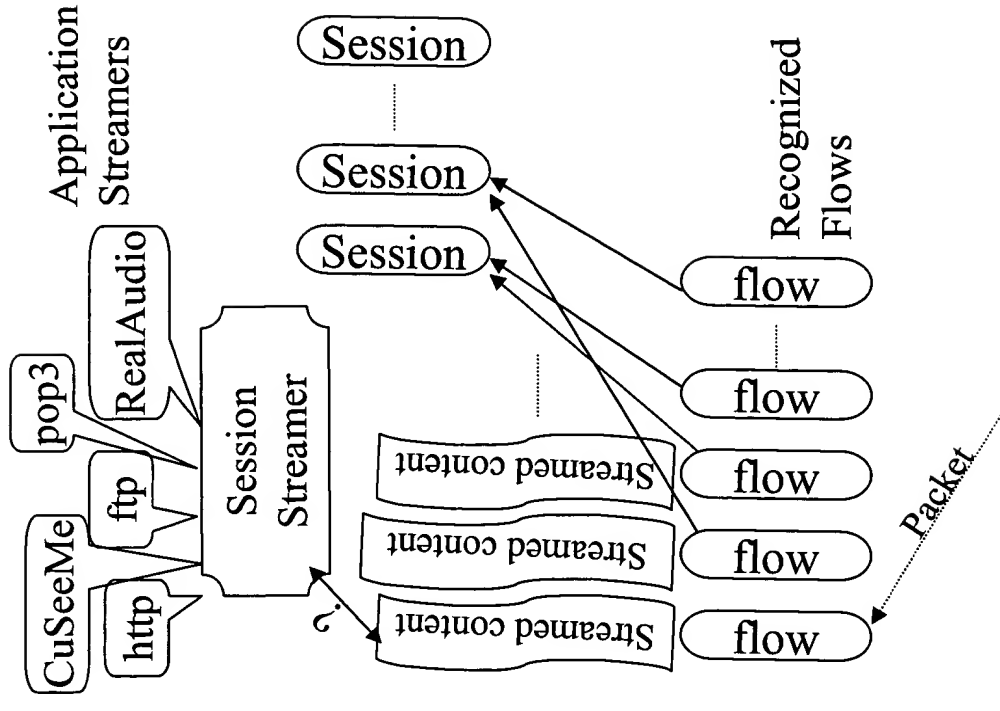 Application
Streamers
CuSeeMe
pop3
http
ftp
RealAudio
Session
Streamer
?
Session
Session
Session
Streamed content
Streamed content
Streamed content
flow
flow
flow
flow
flow
Recognized
Flows
Packet